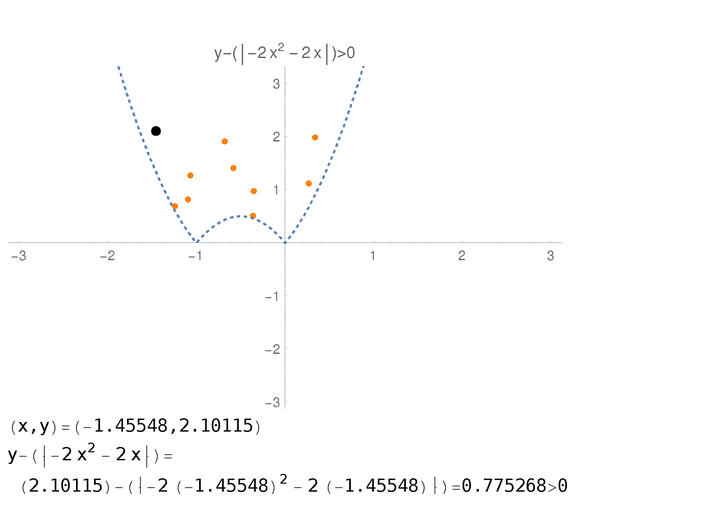 y−(|−2 x² − 2 x|)>0
3
2
1
−3 −2 −1 1 2 3
−1
−2
−3
(x,y)=(−1.45548,2.10115)
y−(|−2 x² − 2 x|)=
(2.10115)−(|−2 (−1.45548)² − 2 (−1.45548)|)=0.775268>0